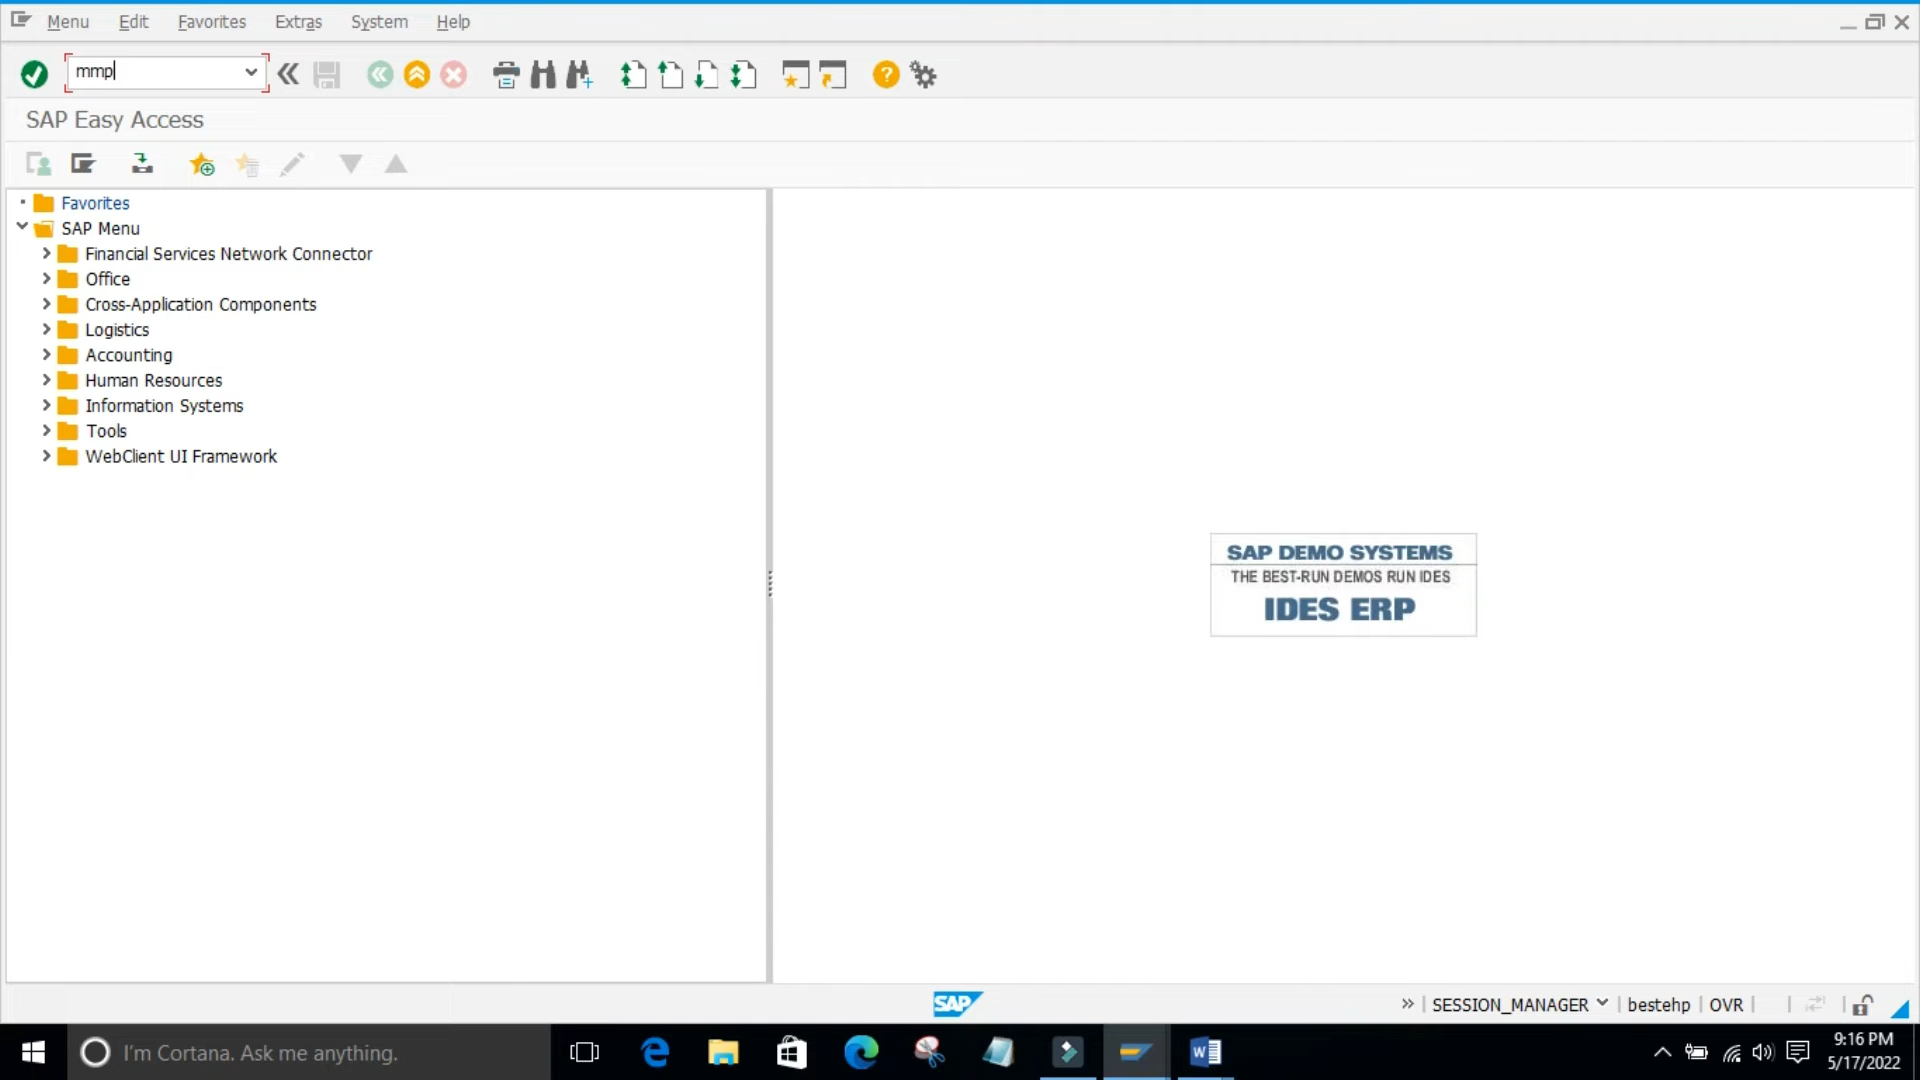 Menu Edit Favorites Extras System Help
mmp
SAP Easy Access
Favorites
SAP Menu
Financial Services Network Connector
Office
Cross-Application Components
Logistics
Accounting
Human Resources
Information Systems
Tools
WebClient UI Framework
SAP DEMO SYSTEMS
THE BEST-RUN DEMOS RUN IDES
IDES ERP
SAP
SESSION_MANAGER bestehp OVR
I'm Cortana. Ask me anything.
9:16 PM
5/17/2022